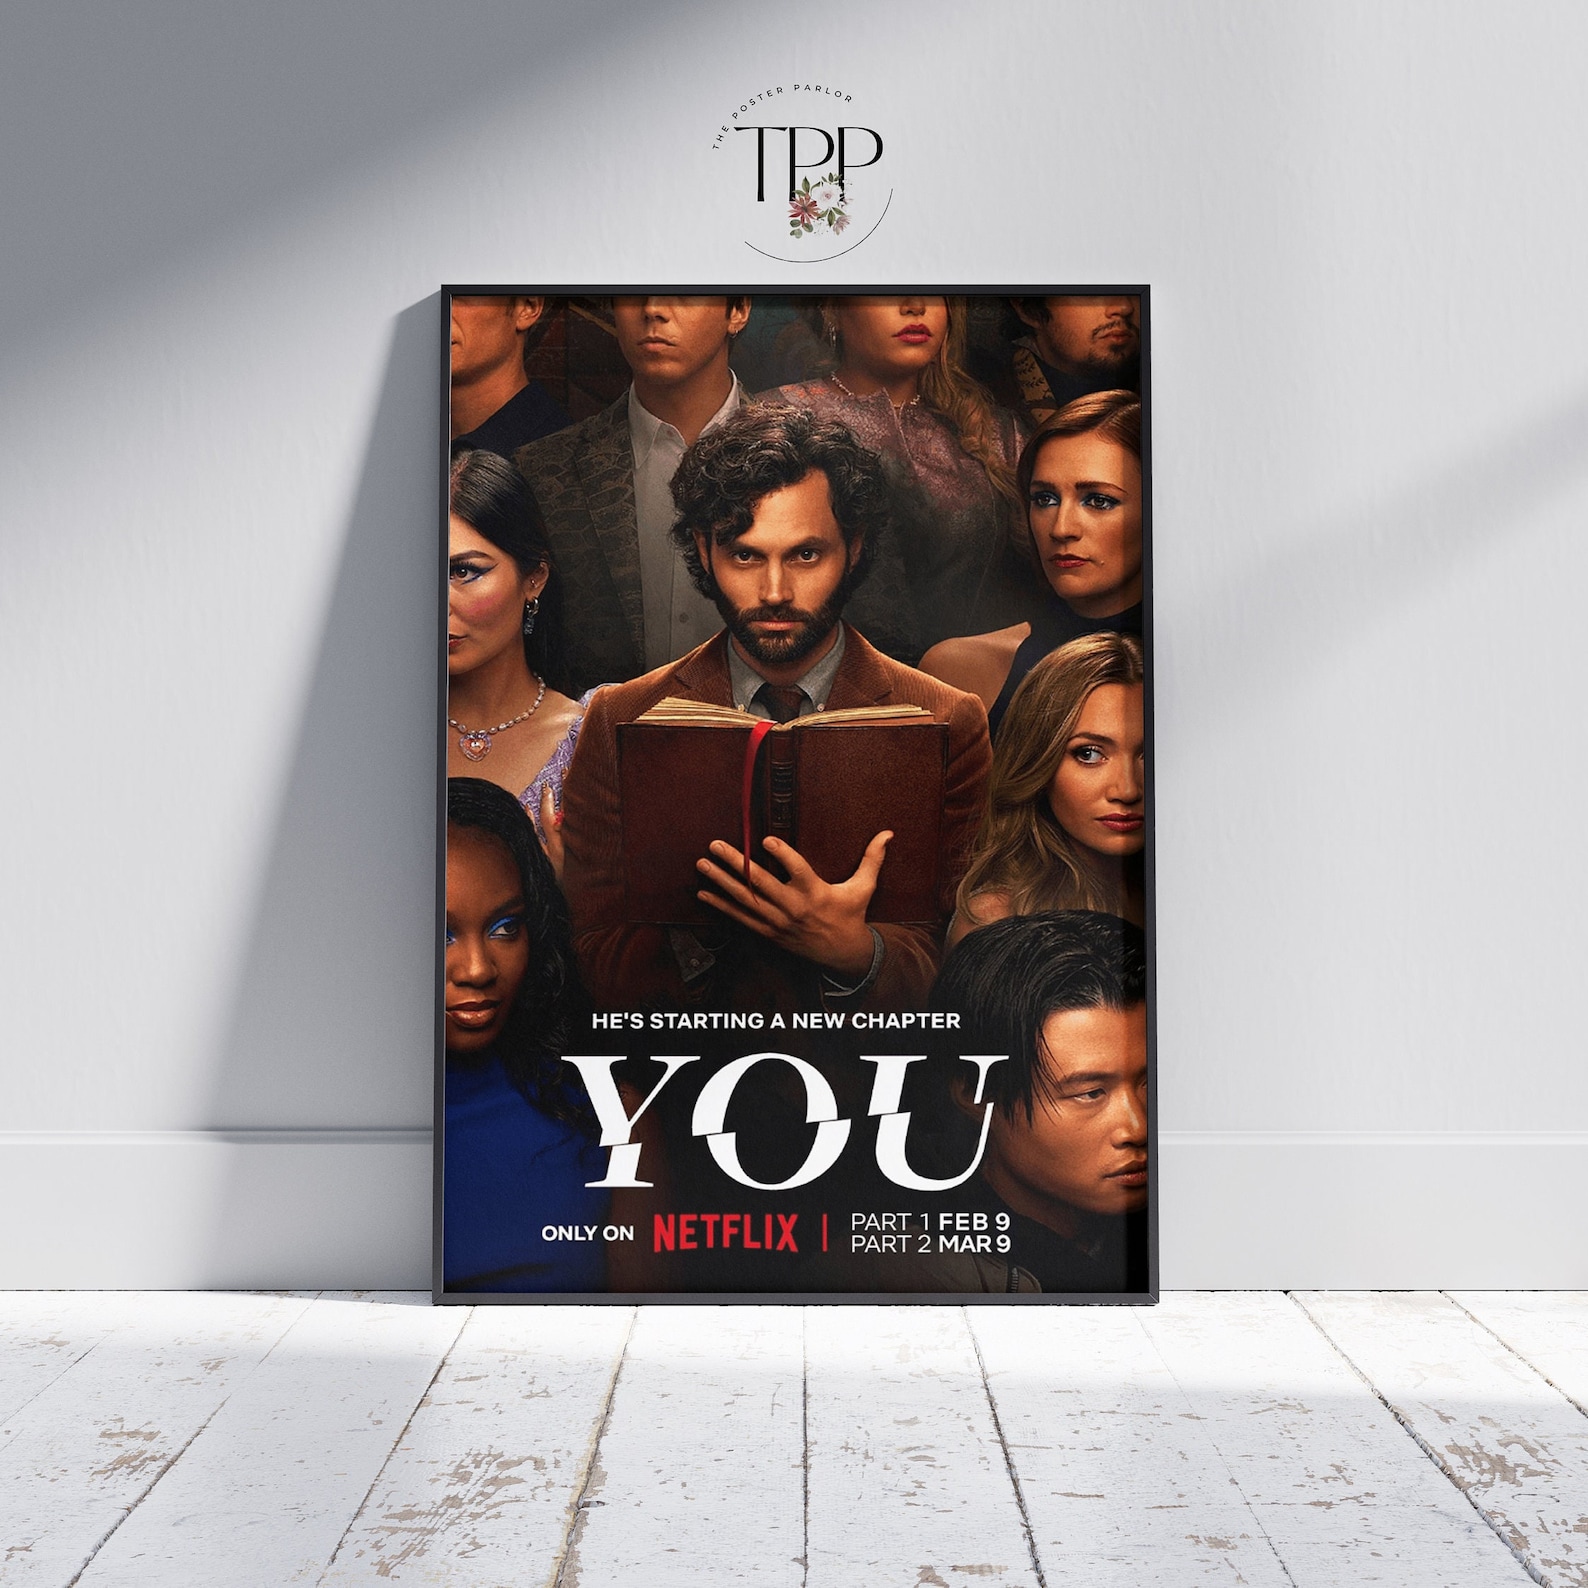 THE POSTER PARLOR
TPP
HE'S STARTING A NEW CHAPTER
YOU
ONLY ON NETFLIX | PART 1 FEB 9
PART 2 MAR 9